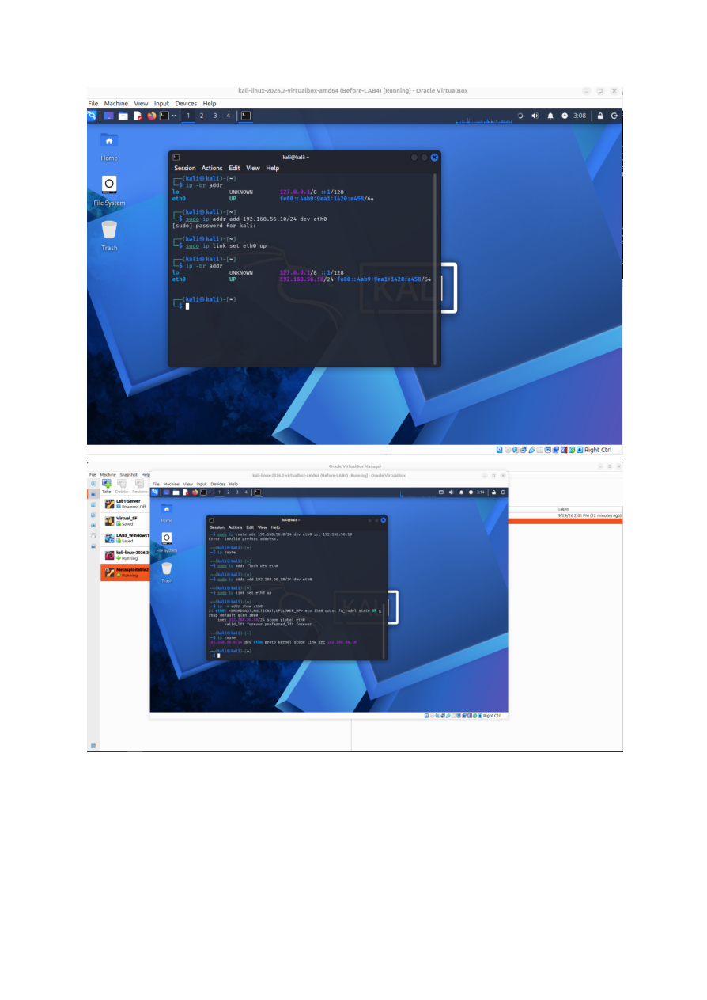 kali-linux-2026.2-virtualbox-amd64 (Before-LAB4) [Running] - Oracle VirtualBox
File Machine View Input Devices Help
1 2 3 4 3:08
Home
File System
Trash
kali@kali: ~
Session Actions Edit View Help
┌──(kali㉿kali)-[~]
└─$ ip -br addr
lo UNKNOWN 127.0.0.1/8 ::1/128
eth0 UP fe80::4ab9:9ea1:1420:e458/64
┌──(kali㉿kali)-[~]
└─$ sudo ip addr add 192.168.56.10/24 dev eth0
[sudo] password for kali:
┌──(kali㉿kali)-[~]
└─$ sudo ip link set eth0 up
┌──(kali㉿kali)-[~]
└─$ ip -br addr
lo UNKNOWN 127.0.0.1/8 ::1/128
eth0 UP 192.168.56.10/24 fe80::4ab9:9ea1:1420:e458/64
┌──(kali㉿kali)-[~]
└─$
KALI
Right Ctrl
Oracle VirtualBox Manager
File Machine Snapshot Help
Take Delete Restore
Lab1-Server
Powered Off
Virtual_SF
Saved
LAB3_Windows1
Saved
kali-linux-2026.2-
Running
Metasploitable2
Running
Taken
9/29/26 2:01 PM (12 minutes ago)
kali-linux-2026.2-virtualbox-amd64 (Before-LAB4) [Running] - Oracle VirtualBox
File Machine View Input Devices Help
1 2 3 4 3:14
Home
File System
Trash
kali@kali: ~
Session Actions Edit View Help
└─$ sudo ip route add 192.168.56.0/24 dev eth0 src 192.168.56.10
Error: Invalid prefsrc address.
┌──(kali㉿kali)-[~]
└─$ ip route
┌──(kali㉿kali)-[~]
└─$ sudo ip addr flush dev eth0
┌──(kali㉿kali)-[~]
└─$ sudo ip addr add 192.168.56.10/24 dev eth0
┌──(kali㉿kali)-[~]
└─$ sudo ip link set eth0 up
┌──(kali㉿kali)-[~]
└─$ ip -4 addr show eth0
2: eth0: <BROADCAST,MULTICAST,UP,LOWER_UP> mtu 1500 qdisc fq_codel state UP g
roup default qlen 1000
inet 192.168.56.10/24 scope global eth0
valid_lft forever preferred_lft forever
┌──(kali㉿kali)-[~]
└─$ ip route
192.168.56.0/24 dev eth0 proto kernel scope link src 192.168.56.10
┌──(kali㉿kali)-[~]
└─$
Right Ctrl